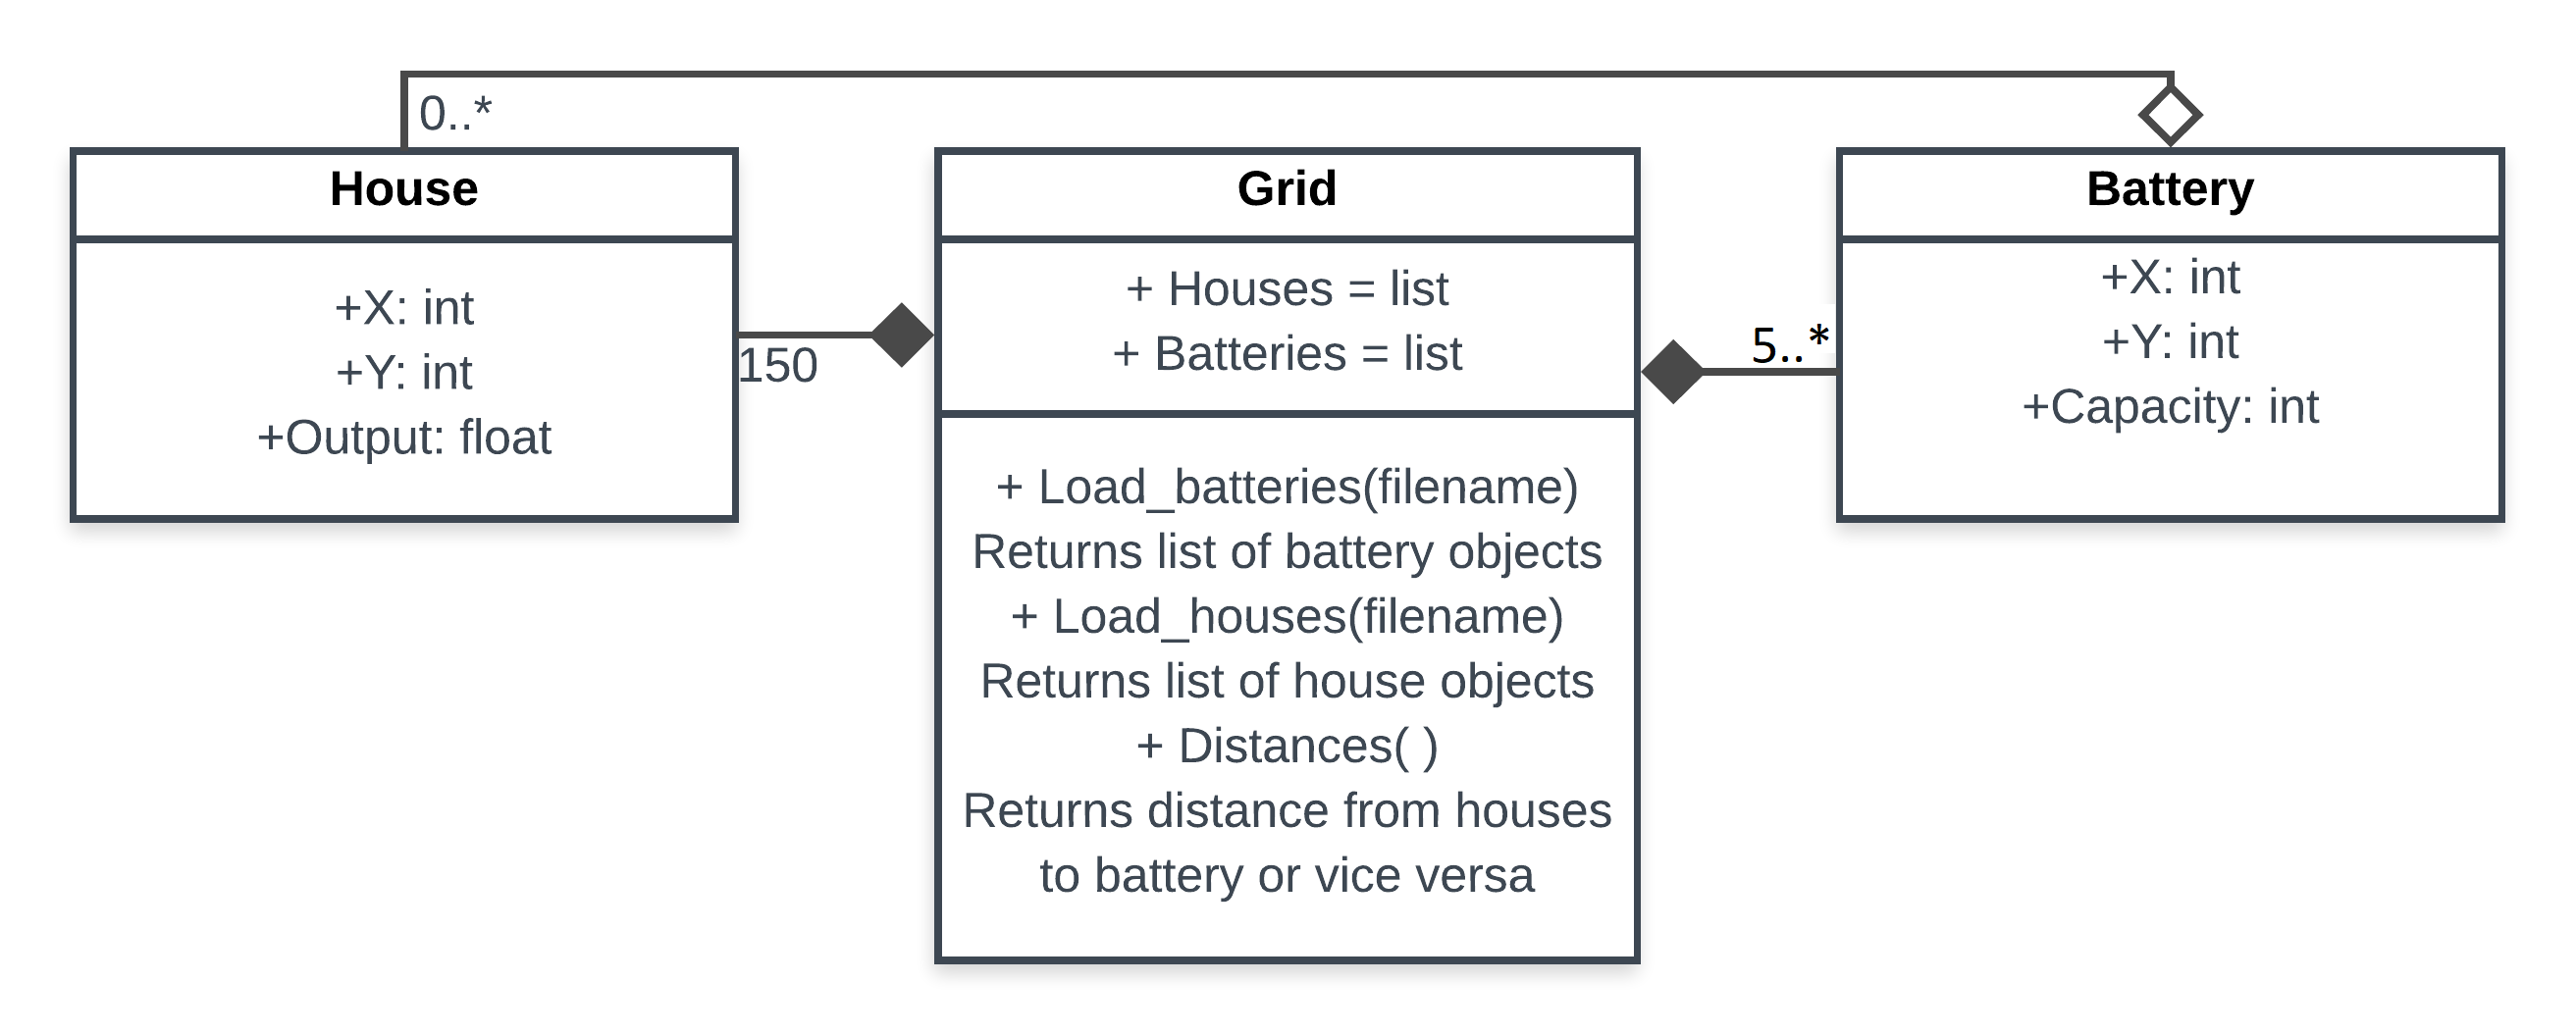 0..*
House
+X: int
+Y: int
+Output: float
150
Grid
+ Houses = list
+ Batteries = list
+ Load_batteries(filename)
Returns list of battery objects
+ Load_houses(filename)
Returns list of house objects
+ Distances( )
Returns distance from houses
to battery or vice versa
5..*
Battery
+X: int
+Y: int
+Capacity: int